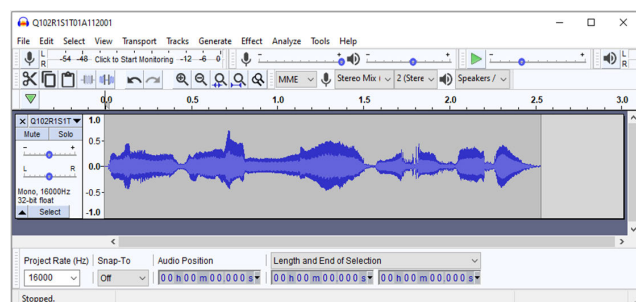 Q102R1S1T01A112001
File Edit Select View Transport Tracks Generate Effect Analyze Tools Help
L R -54 -48 Click to Start Monitoring -12 -6 0 - + - + - + L R
MME Stereo Mix 2 (Stere Speakers /
0.0 0.5 1.0 1.5 2.0 2.5 3.0
× Q102R1S1T 1.0
Mute Solo
- + 0.5
L R 0.0
Mono, 16000Hz -0.5
32-bit float
Select -1.0
Project Rate (Hz) Snap-To Audio Position Length and End of Selection
16000 Off 00 h 00 m 00.000 s 00 h 00 m 00.000 s 00 h 00 m 00.000 s
Stopped.